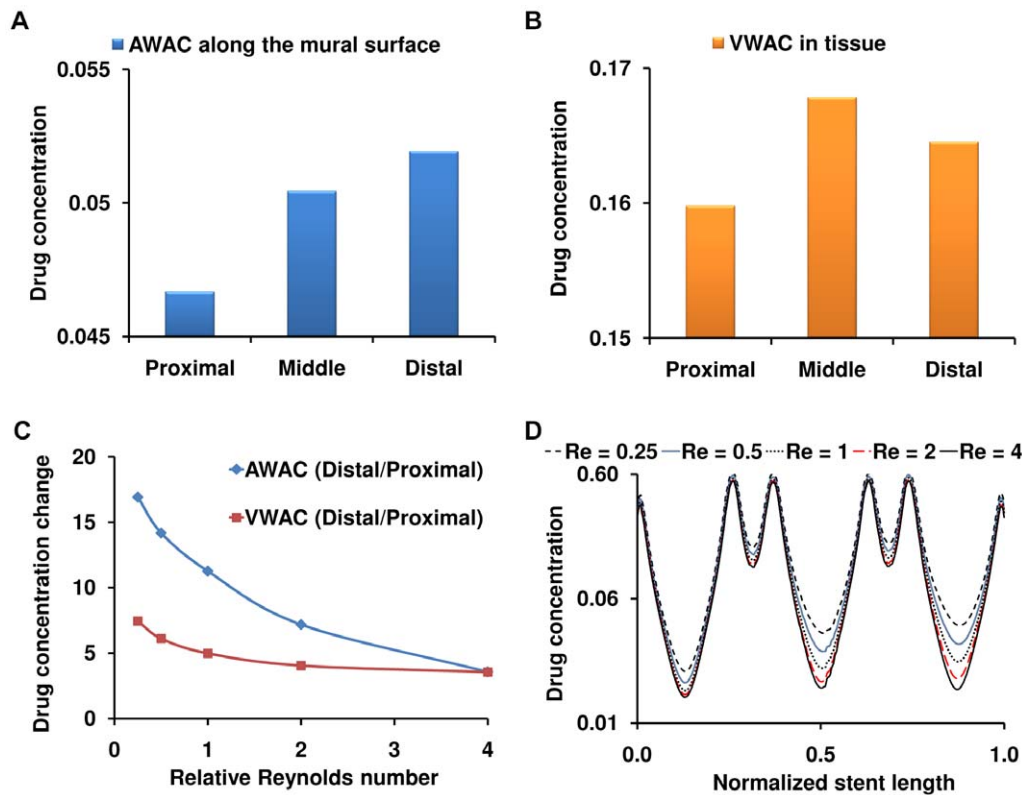 A
AWAC along the mural surface
0.055
0.05
0.045
Drug concentration
Proximal Middle Distal
B
VWAC in tissue
0.17
0.16
0.15
Drug concentration
Proximal Middle Distal
C
AWAC (Distal/Proximal)
VWAC (Distal/Proximal)
20
15
10
5
0
Drug concentration change
0 1 2 3 4
Relative Reynolds number
D
Re = 0.25 Re = 0.5 Re = 1 Re = 2 Re = 4
0.60
0.06
0.01
Drug concentration
0.0 0.5 1.0
Normalized stent length